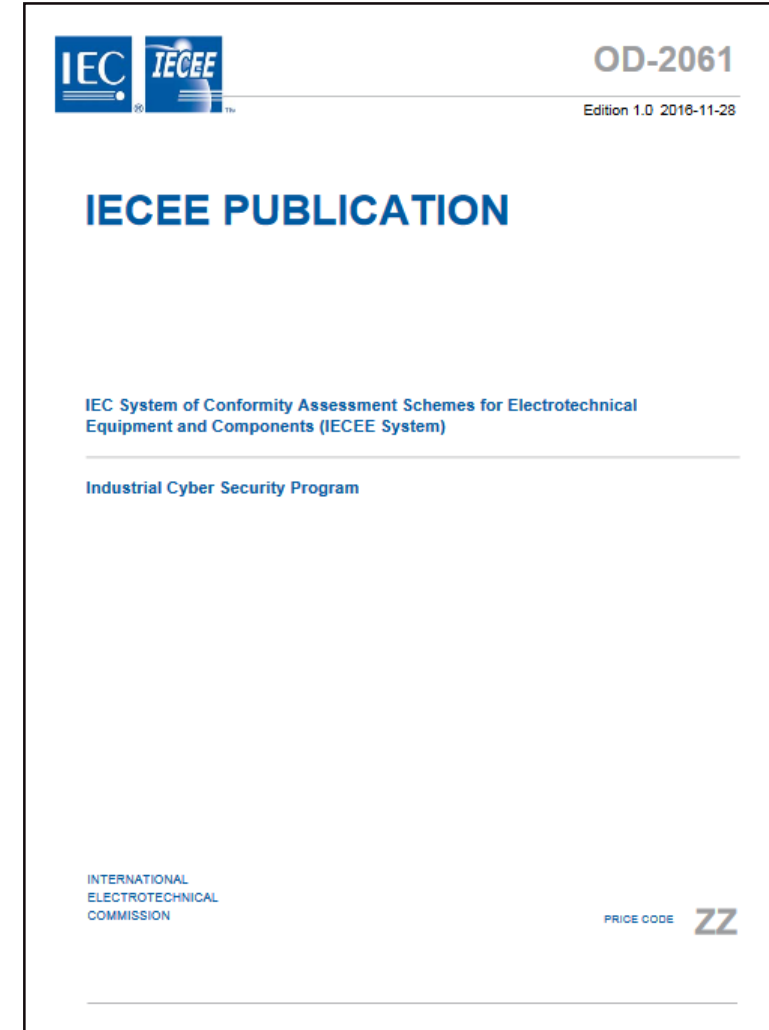 IEC IECEE
® TM
OD-2061
Edition 1.0 2016-11-28
IECEE PUBLICATION
IEC System of Conformity Assessment Schemes for Electrotechnical
Equipment and Components (IECEE System)
Industrial Cyber Security Program
INTERNATIONAL
ELECTROTECHNICAL
COMMISSION
PRICE CODE ZZ